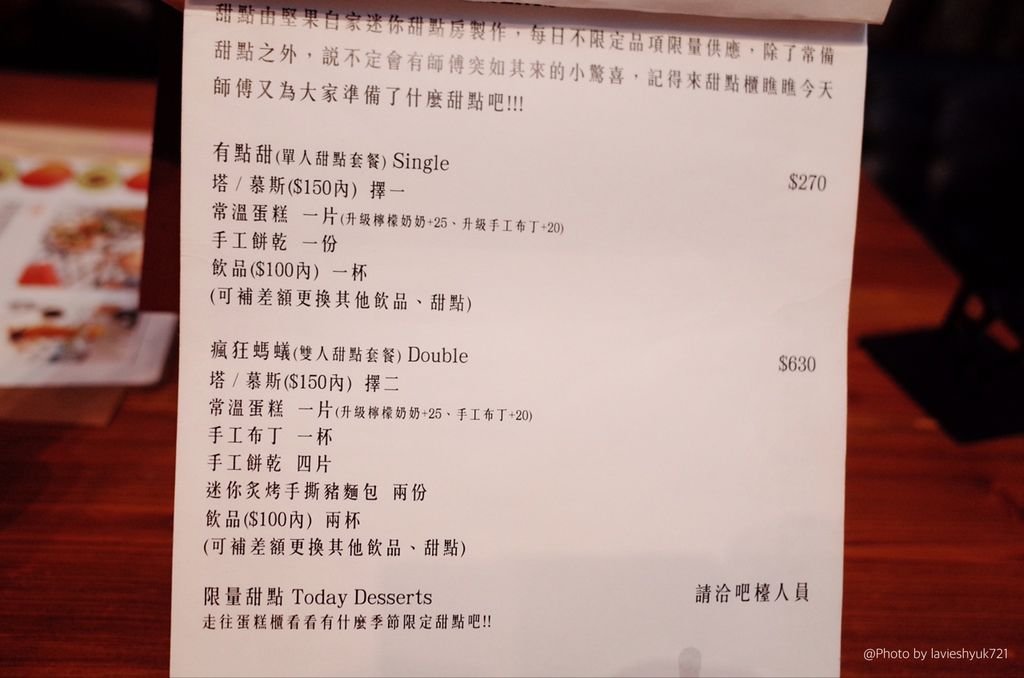 甜點由堅果自家迷你甜點房製作，每日不限定品項限量供應，除了常備
甜點之外，說不定會有師傅突如其來的小驚喜，記得來甜點櫃瞧瞧今天
師傅又為大家準備了什麼甜點吧!!!
有點甜(單人甜點套餐) Single $270
塔 / 慕斯($150內) 擇一
常溫蛋糕 一片(升級檸檬奶奶+25、升級手工布丁+20)
手工餅乾 一份
飲品($100內) 一杯
(可補差額更換其他飲品、甜點)
瘋狂螞蟻(雙人甜點套餐) Double $630
塔 / 慕斯($150內) 擇二
常溫蛋糕 一片(升級檸檬奶奶+25、手工布丁+20)
手工布丁 一杯
手工餅乾 四片
迷你炙烤手撕豬麵包 兩份
飲品($100內) 兩杯
(可補差額更換其他飲品、甜點)
限量甜點 Today Desserts 請洽吧檯人員
走往蛋糕櫃看看有什麼季節限定甜點吧!!
@Photo by lavieshyuk721